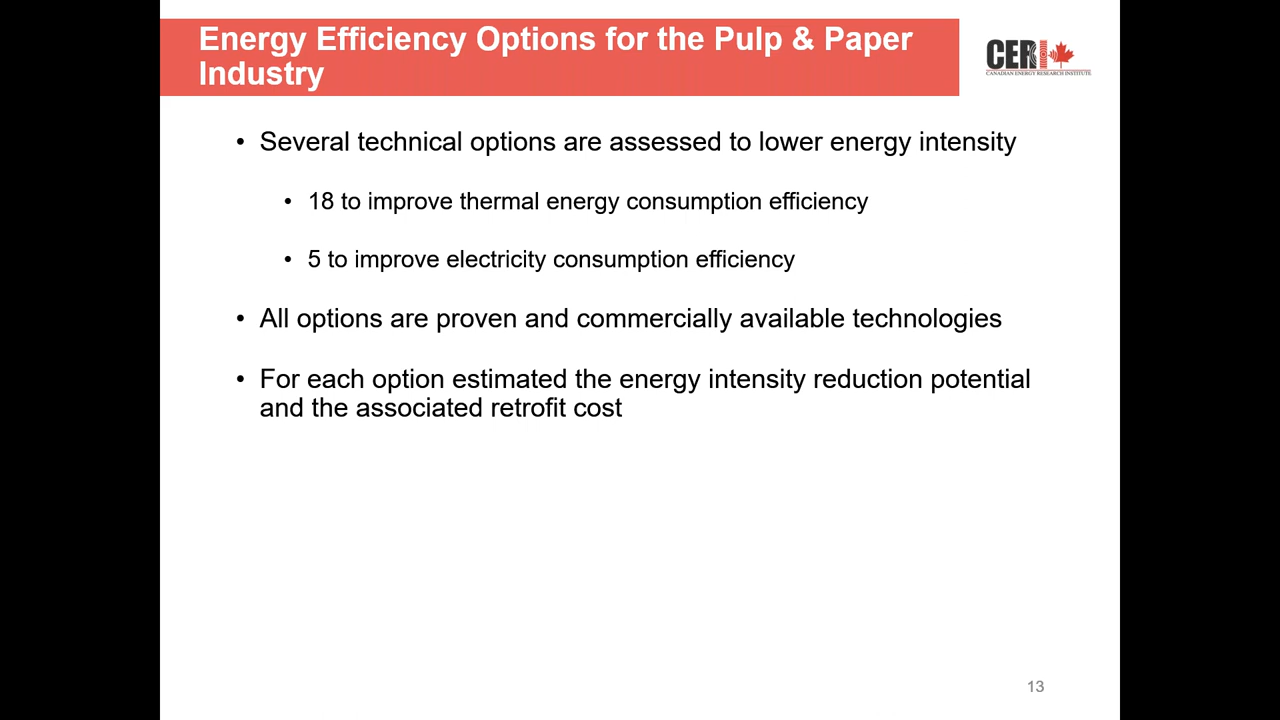 Energy Efficiency Options for the Pulp & Paper
Industry
CERI
CANADIAN ENERGY RESEARCH INSTITUTE
• Several technical options are assessed to lower energy intensity
• 18 to improve thermal energy consumption efficiency
• 5 to improve electricity consumption efficiency
• All options are proven and commercially available technologies
• For each option estimated the energy intensity reduction potential
and the associated retrofit cost
13